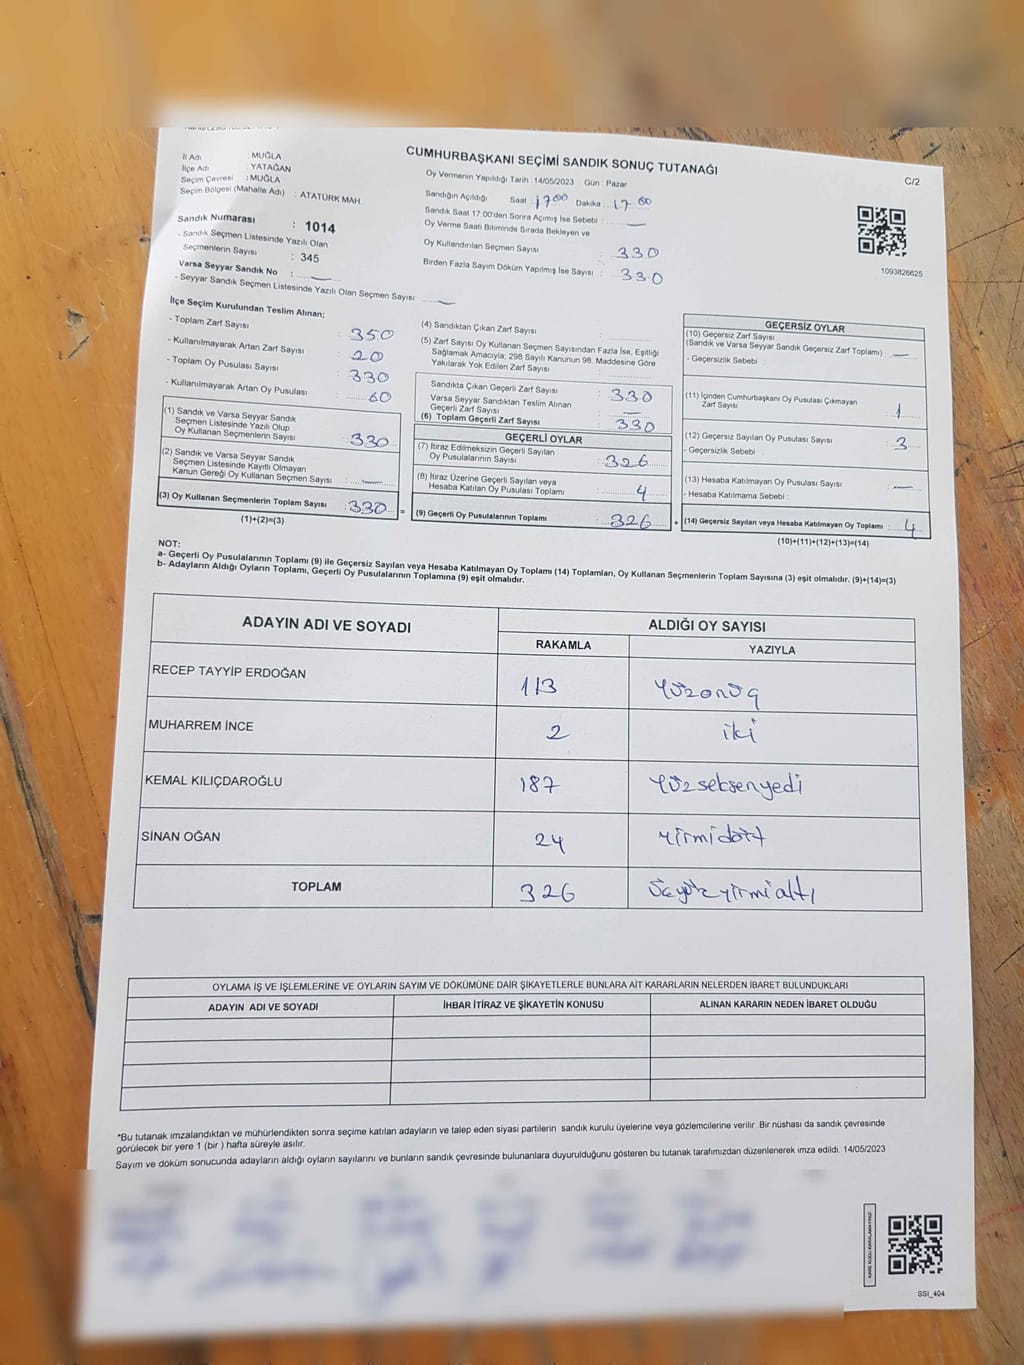 CUMHURBAŞKANI SEÇİMİ SANDIK SONUÇ TUTANAĞI
C/2
İl Adı : MUĞLA
İlçe Adı : YATAĞAN
Seçim Çevresi : MUĞLA
Seçim Bölgesi (Mahalle Adı) : ATATÜRK MAH.
Sandık Numarası : 1014
- Sandık Seçmen Listesinde Yazılı Olan
Seçmenlerin Sayısı : 345
Varsa Seyyar Sandık No : —
- Seyyar Sandık Seçmen Listesinde Yazılı Olan Seçmen Sayısı: —
Oy Vermenin Yapıldığı Tarih : 14/05/2023 Gün : Pazar
Sandığın Açıldığı Saat : 17 00 Dakika : 17 00
Sandık Saat 17.00'den Sonra Açımış İse Sebebi : —
Oy Verme Saati Bitiminde Sırada Bekleyen ve
Oy Kullandırılan Seçmen Sayısı : 330
Birden Fazla Sayım Döküm Yapılmış İse Sayısı : 330
1093826625
İlçe Seçim Kurulundan Teslim Alınan;
- Toplam Zarf Sayısı : 350
- Kullanılmayarak Artan Zarf Sayısı : 20
- Toplam Oy Pusulası Sayısı : 330
- Kullanılmayarak Artan Oy Pusulası : 60
(1) Sandık ve Varsa Seyyar Sandık
Seçmen Listesinde Yazılı Olup
Oy Kullanan Seçmenlerin Sayısı : 330
(2) Sandık ve Varsa Seyyar Sandık
Seçmen Listesinde Kayıtlı Olmayan
Kanun Gereği Oy Kullanan Seçmen Sayısı : —
(3) Oy Kullanan Seçmenlerin Toplam Sayısı : 330 =
(1)+(2)=(3)
(4) Sandıktan Çıkan Zarf Sayısı :
(5) Zarf Sayısı Oy Kullanan Seçmen Sayısından Fazla İse, Eşitliği
Sağlamak Amacıyla; 298 Sayılı Kanunun 98. Maddesine Göre
Yakılarak Yok Edilen Zarf Sayısı :
Sandıkta Çıkan Geçerli Zarf Sayısı : 330
Varsa Seyyar Sandıktan Teslim Alınan
Geçerli Zarf Sayısı : —
(6) Toplam Geçerli Zarf Sayısı : 330
GEÇERLİ OYLAR
(7) İtiraz Edilmeksizin Geçerli Sayılan
Oy Pusulalarının Sayısı : 326
(8) İtiraz Üzerine Geçerli Sayılan veya
Hesaba Katılan Oy Pusulası Toplamı : 4
(9) Geçerli Oy Pusulalarının Toplamı : 326 +
GEÇERSİZ OYLAR
(10) Geçersiz Zarf Sayısı
(Sandık ve Varsa Seyyar Sandık Geçersiz Zarf Toplamı) : —
- Geçersizlik Sebebi :
(11) İçinden Cumhurbaşkanı Oy Pusulası Çıkmayan
Zarf Sayısı : 1
(12) Geçersiz Sayılan Oy Pusulası Sayısı : 3
- Geçersizlik Sebebi :
(13) Hesaba Katılmayan Oy Pusulası Sayısı : —
- Hesaba Katılmama Sebebi :
(14) Geçersiz Sayılan veya Hesaba Katılmayan Oy Toplamı : 4
(10)+(11)+(12)+(13)=(14)
NOT:
a- Geçerli Oy Pusulalarının Toplamı (9) ile Geçersiz Sayılan veya Hesaba Katılmayan Oy Toplamı (14) Toplamları, Oy Kullanan Seçmenlerin Toplam Sayısına (3) eşit olmalıdır. (9)+(14)=(3)
b- Adayların Aldığı Oyların Toplamı, Geçerli Oy Pusulalarının Toplamına (9) eşit olmalıdır.
ADAYIN ADI VE SOYADI ALDIĞI OY SAYISI
RAKAMLA YAZIYLA
RECEP TAYYİP ERDOĞAN 113 Yüzonüç
MUHARREM İNCE 2 iki
KEMAL KILIÇDAROĞLU 187 Yüzseksenyedi
SİNAN OĞAN 24 Yirmidört
TOPLAM 326 üçyüzyirmialtı
OYLAMA İŞ VE İŞLEMLERİNE VE OYLARIN SAYIM VE DÖKÜMÜNE DAİR ŞİKAYETLERLE BUNLARA AİT KARARLARIN NELERDEN İBARET BULUNDUKLARI
ADAYIN ADI VE SOYADI İHBAR İTİRAZ VE ŞİKAYETİN KONUSU ALINAN KARARIN NEDEN İBARET OLDUĞU
*Bu tutanak imzalandıktan ve mühürlendikten sonra seçime katılan adayların ve talep eden siyasi partilerin sandık kurulu üyelerine veya gözlemcilerine verilir .Bir nüshası da sandık çevresinde
görülecek bir yere 1 (bir ) hafta süreyle asılır.
Sayım ve döküm sonucunda adayların aldığı oyların sayılarını ve bunların sandık çevresinde bulunanlara duyurulduğunu gösteren bu tutanak tarafımızdan düzenlenerek imza edildi. 14/05/2023
KARE KODU KARALAMAYINIZ!
SSI_404